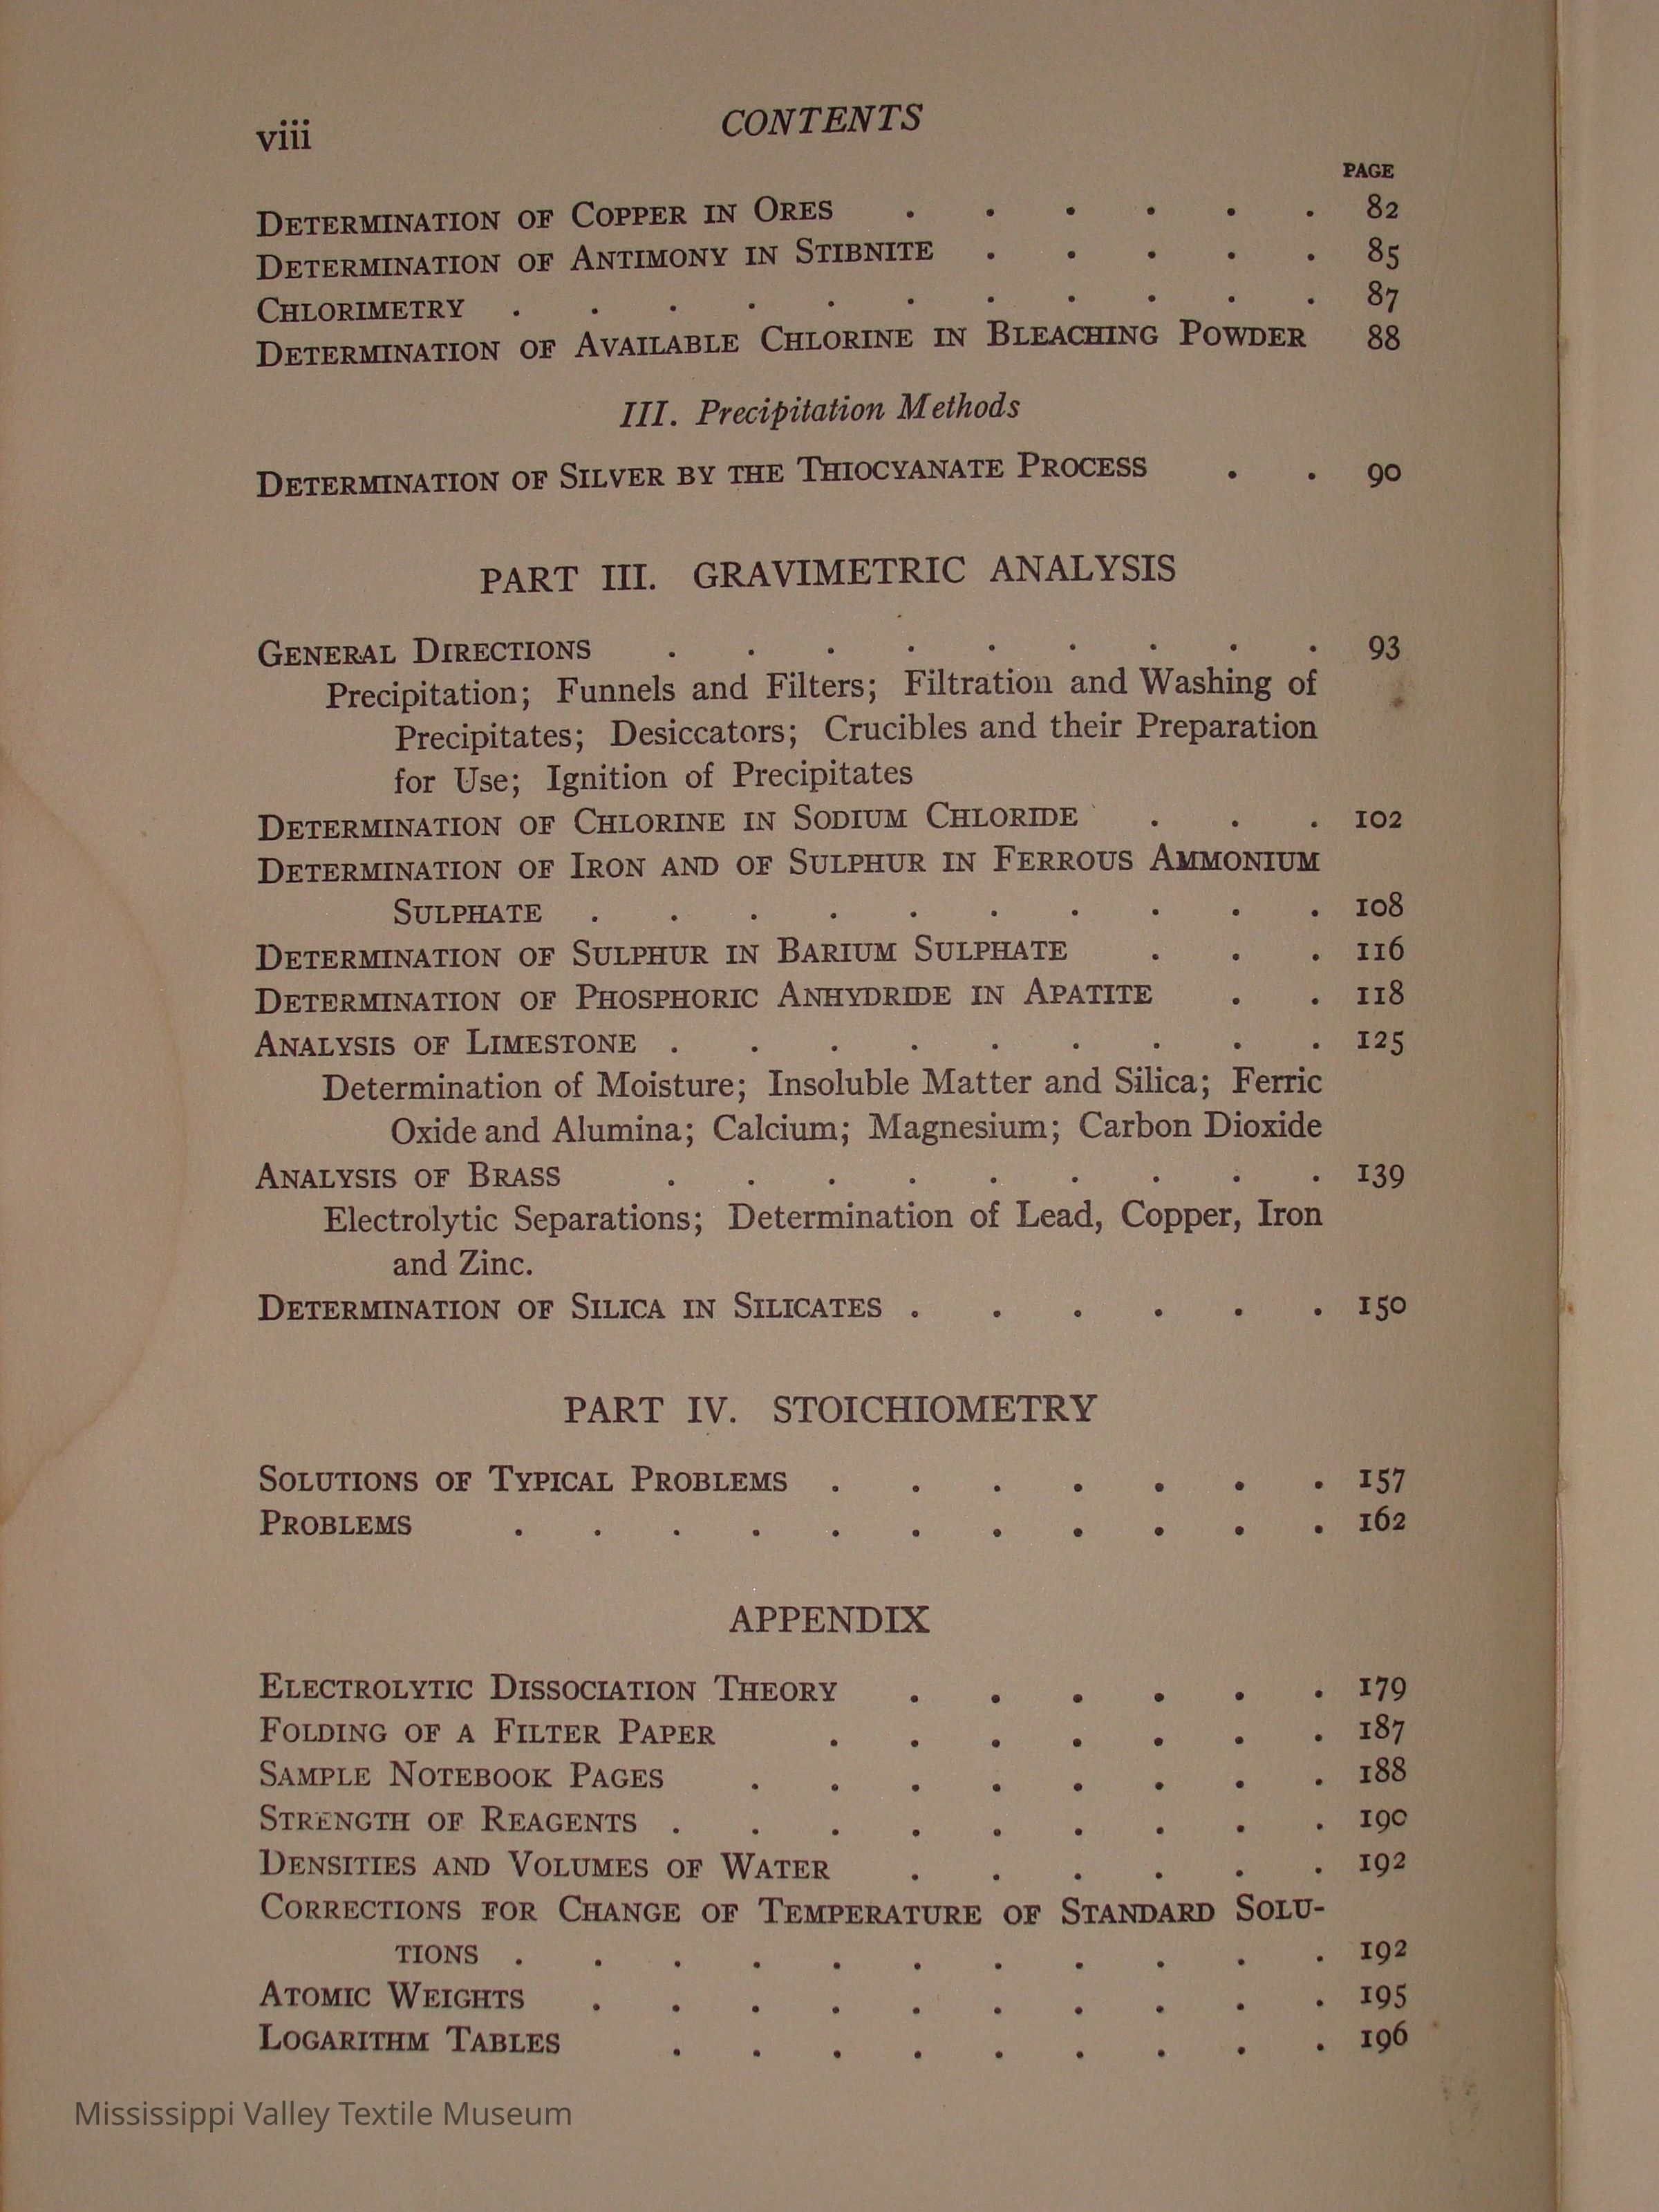 viii CONTENTS
PAGE
DETERMINATION OF COPPER IN ORES . . . . . . 82
DETERMINATION OF ANTIMONY IN STIBNITE . . . . . 85
CHLORIMETRY . . . . . . . . . . . 87
DETERMINATION OF AVAILABLE CHLORINE IN BLEACHING POWDER 88
III. Precipitation Methods
DETERMINATION OF SILVER BY THE THIOCYANATE PROCESS . . 90
PART III. GRAVIMETRIC ANALYSIS
GENERAL DIRECTIONS . . . . . . . . . 93
Precipitation; Funnels and Filters; Filtration and Washing of
Precipitates; Desiccators; Crucibles and their Preparation
for Use; Ignition of Precipitates
DETERMINATION OF CHLORINE IN SODIUM CHLORIDE . . . 102
DETERMINATION OF IRON AND OF SULPHUR IN FERROUS AMMONIUM
SULPHATE . . . . . . . . . . 108
DETERMINATION OF SULPHUR IN BARIUM SULPHATE . . . 116
DETERMINATION OF PHOSPHORIC ANHYDRIDE IN APATITE . . 118
ANALYSIS OF LIMESTONE . . . . . . . . . 125
Determination of Moisture; Insoluble Matter and Silica; Ferric
Oxide and Alumina; Calcium; Magnesium; Carbon Dioxide
ANALYSIS OF BRASS . . . . . . . . . 139
Electrolytic Separations; Determination of Lead, Copper, Iron
and Zinc.
DETERMINATION OF SILICA IN SILICATES . . . . . . 150
PART IV. STOICHIOMETRY
SOLUTIONS OF TYPICAL PROBLEMS . . . . . . . 157
PROBLEMS . . . . . . . . . . . 162
APPENDIX
ELECTROLYTIC DISSOCIATION THEORY . . . . . . 179
FOLDING OF A FILTER PAPER . . . . . . . 187
SAMPLE NOTEBOOK PAGES . . . . . . . . 188
STRENGTH OF REAGENTS . . . . . . . . . 190
DENSITIES AND VOLUMES OF WATER . . . . . . 192
CORRECTIONS FOR CHANGE OF TEMPERATURE OF STANDARD SOLU-
TIONS . . . . . . . . . . . 192
ATOMIC WEIGHTS . . . . . . . . . . 195
LOGARITHM TABLES . . . . . . . . . 196
Mississippi Valley Textile Museum